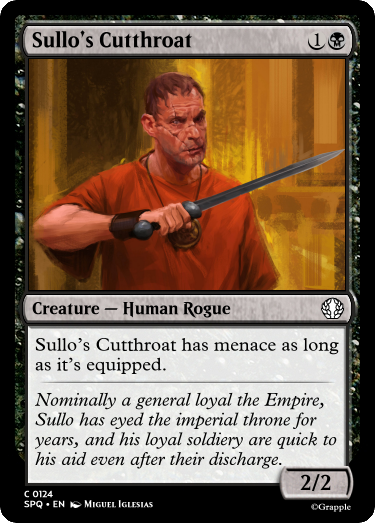 Sullo's Cutthroat 1
Creature — Human Rogue
Sullo's Cutthroat has menace as long
as it's equipped.
Nominally a general loyal the Empire,
Sullo has eyed the imperial throne for
years, and his loyal soldiery are quick to
his aid even after their discharge.
2/2
C 0124
SPQ • EN Miguel Iglesias
©Grapple